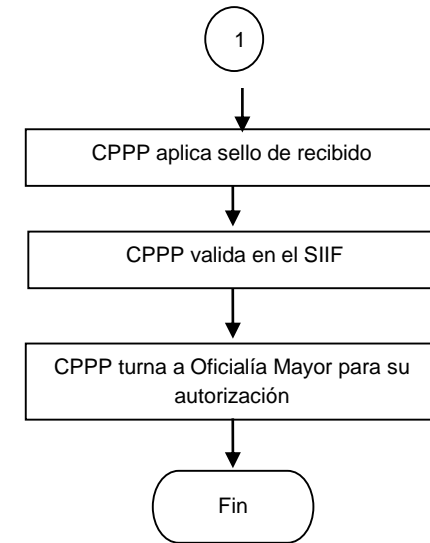 1
CPPP aplica sello de recibido
CPPP valida en el SIIF
CPPP turna a Oficialía Mayor para su
autorización
Fin